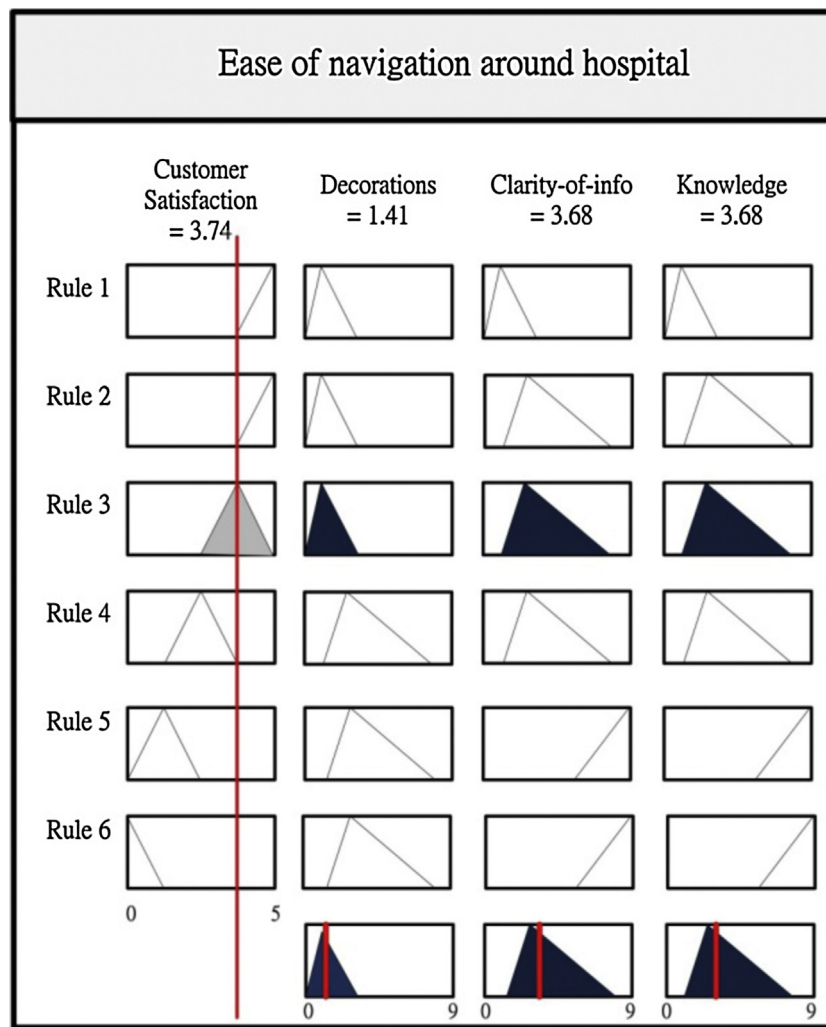 Ease of navigation around hospital
Customer
Satisfaction
= 3.74
Decorations
= 1.41
Clarity-of-info
= 3.68
Knowledge
= 3.68
Rule 1
Rule 2
Rule 3
Rule 4
Rule 5
Rule 6
0 5
0 9 0 9 0 9